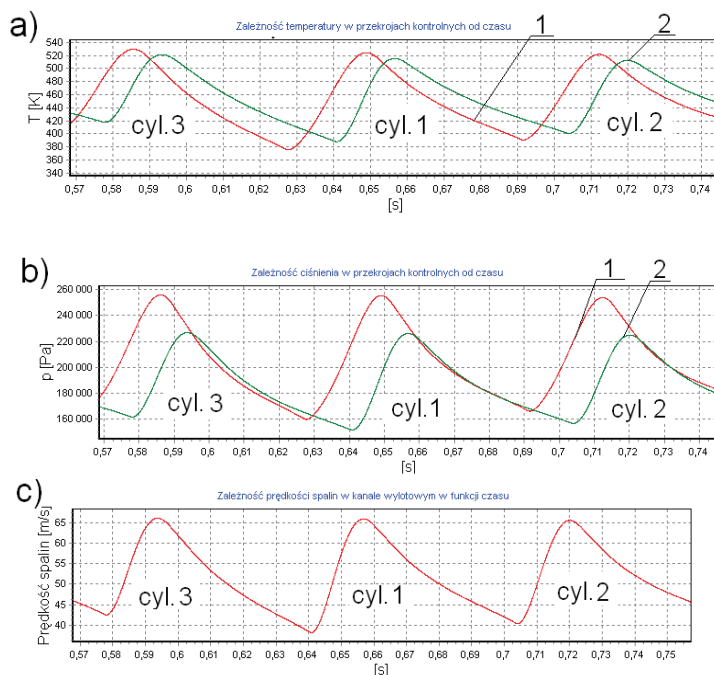 a)
Zależność temperatury w przekrojach kontrolnych od czasu
1
2
T [K]
540
520
500
480
460
440
420
400
380
360
340
cyl.3
cyl.1
cyl.2
0,57 0,58 0,59 0,6 0,61 0,62 0,63 0,64 0,65 0,66 0,67 0,68 0,69 0,7 0,71 0,72 0,73 0,74
[s]
b)
Zależność ciśnienia w przekrojach kontrolnych od czasu
1
2
p [Pa]
260 000
240 000
220 000
200 000
180 000
160 000
cyl.3
cyl.1
cyl.2
0,57 0,58 0,59 0,6 0,61 0,62 0,63 0,64 0,65 0,66 0,67 0,68 0,69 0,7 0,71 0,72 0,73 0,74
[s]
c)
Zależność prędkości spalin w kanale wylotowym w funkcji czasu
Prędkość spalin [m/s]
65
60
55
50
45
40
cyl.3
cyl.1
cyl.2
0,57 0,58 0,59 0,6 0,61 0,62 0,63 0,64 0,65 0,66 0,67 0,68 0,69 0,7 0,71 0,72 0,73 0,74 0,75
[s]